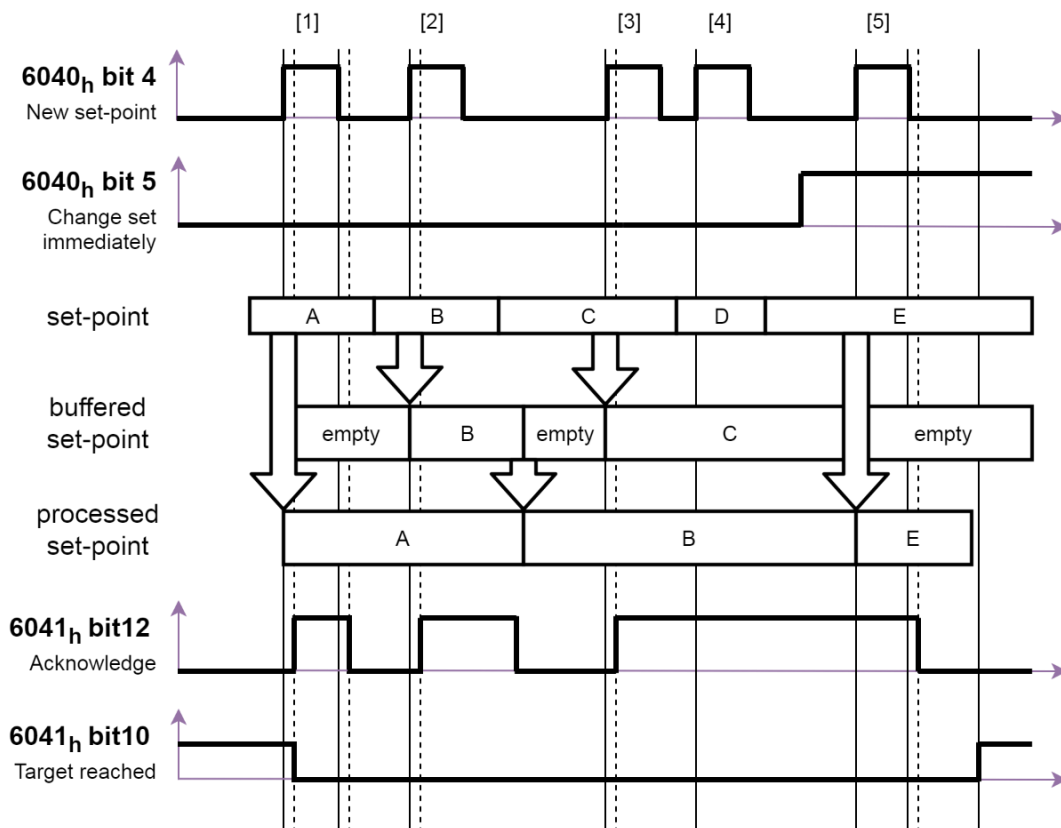 [1] [2] [3] [4] [5]
6040h bit 4
New set-point
6040h bit 5
Change set
immediately
set-point A B C D E
buffered
set-point
empty B empty C empty
processed
set-point
A B E
6041h bit12
Acknowledge
6041h bit10
Target reached